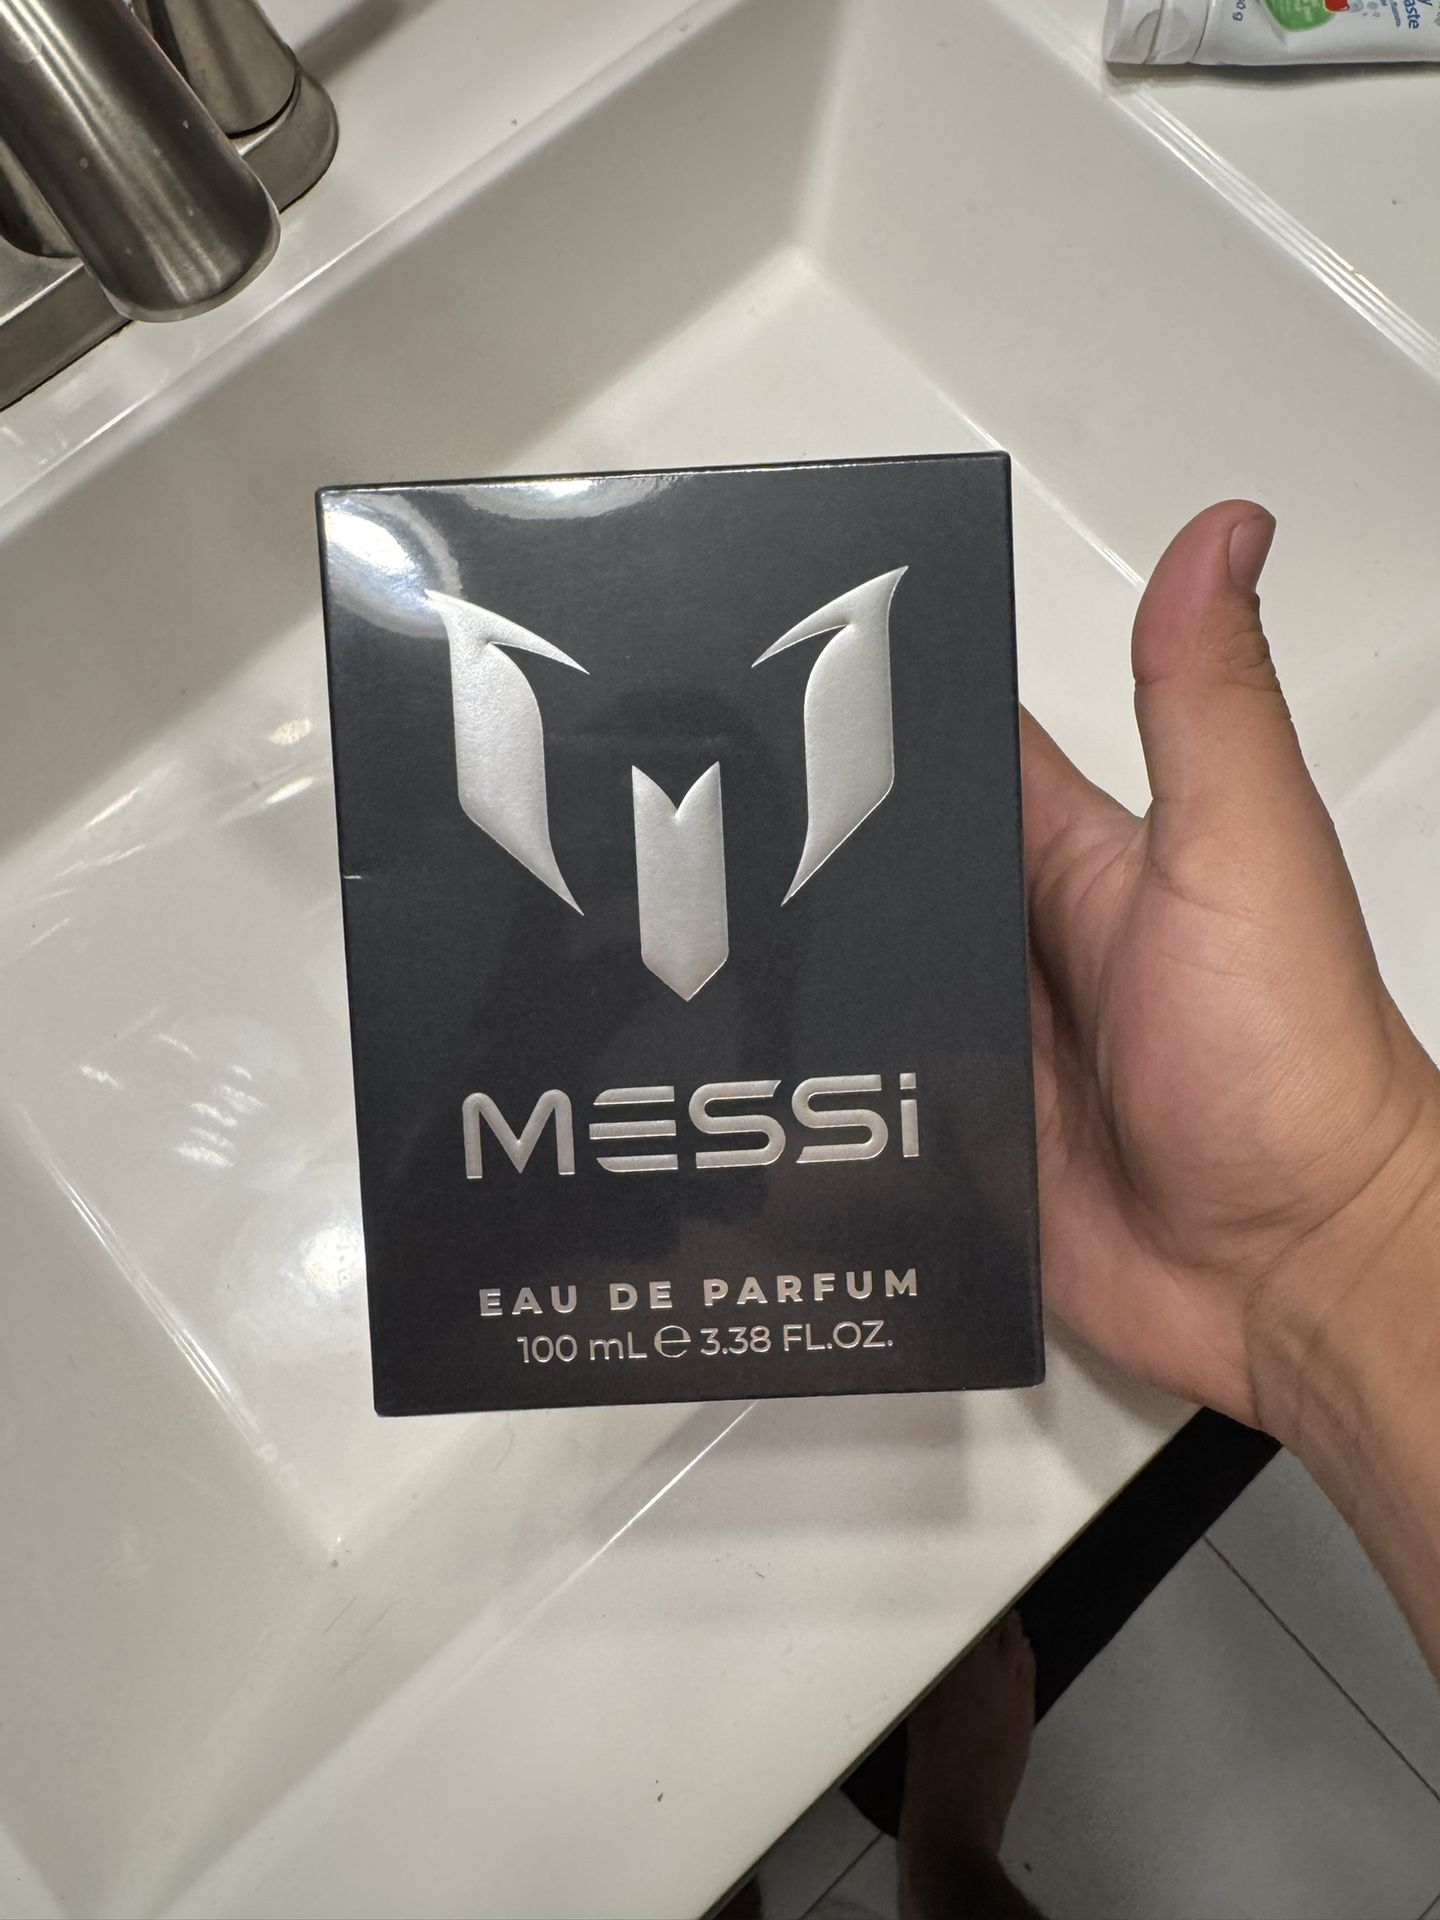 MESSi
EAU DE PARFUM
100 mL ℮ 3.38 FL.OZ.